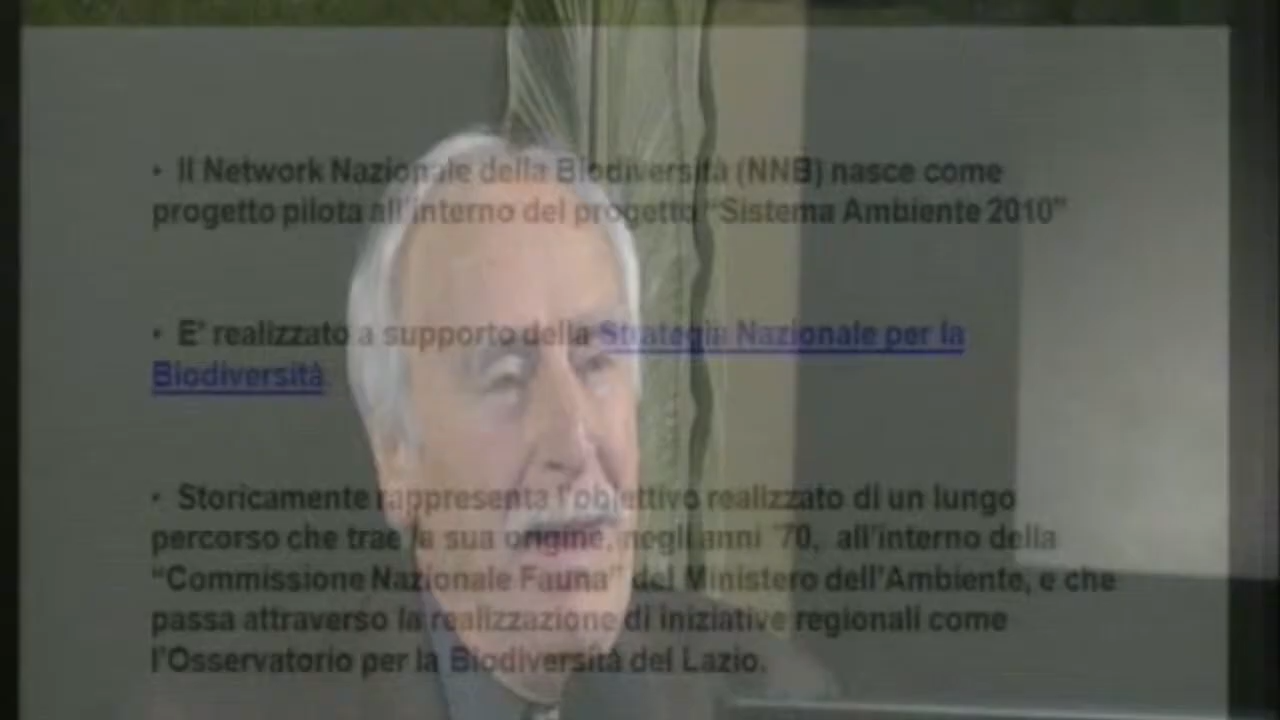 • Il Network Nazionale della Biodiversità (NNB) nasce come
progetto pilota all'interno del progetto "Sistema Ambiente 2010"
• E' realizzato a supporto della Strategia Nazionale per la
Biodiversità.
• Storicamente rappresenta l'obiettivo realizzato di un lungo
percorso che trae la sua origine, negli anni '70, all'interno della
"Commissione Nazionale Fauna" del Ministero dell'Ambiente, e che
passa attraverso la realizzazione di iniziative regionali come
l'Osservatorio per la Biodiversità del Lazio.